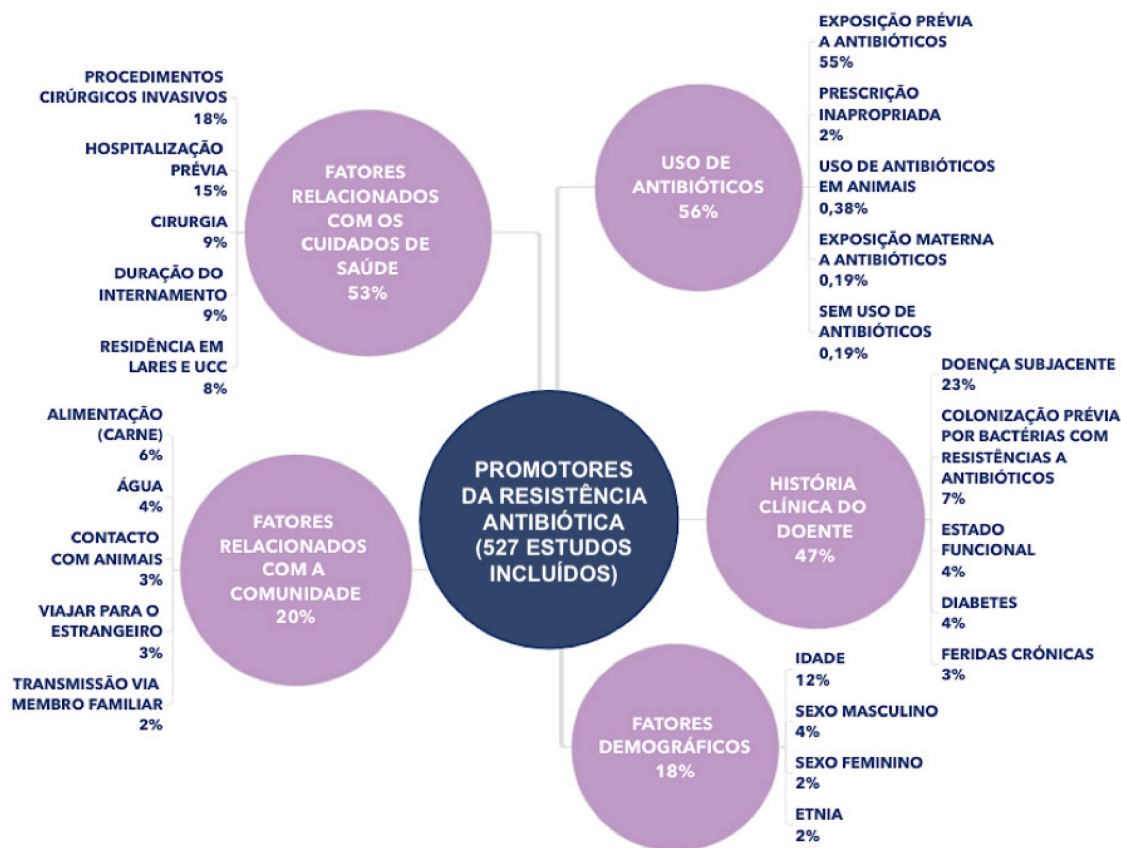 PROMOTORES
DA RESISTÊNCIA
ANTIBIÓTICA
(527 ESTUDOS
INCLUÍDOS)
FATORES
RELACIONADOS
COM OS
CUIDADOS DE
SAÚDE
53%
PROCEDIMENTOS
CIRÚRGICOS INVASIVOS
18%
HOSPITALIZAÇÃO
PRÉVIA
15%
CIRURGIA
9%
DURAÇÃO DO
INTERNAMENTO
9%
RESIDÊNCIA EM
LARES E UCC
8%
USO DE
ANTIBIÓTICOS
56%
EXPOSIÇÃO PRÉVIA
A ANTIBIÓTICOS
55%
PRESCRIÇÃO
INAPROPRIADA
2%
USO DE ANTIBIÓTICOS
EM ANIMAIS
0,38%
EXPOSIÇÃO MATERNA
A ANTIBIÓTICOS
0,19%
SEM USO DE
ANTIBIÓTICOS
0,19%
FATORES
RELACIONADOS
COM A
COMUNIDADE
20%
ALIMENTAÇÃO
(CARNE)
6%
ÁGUA
4%
CONTACTO
COM ANIMAIS
3%
VIAJAR PARA O
ESTRANGEIRO
3%
TRANSMISSÃO VIA
MEMBRO FAMILIAR
2%
HISTÓRIA
CLÍNICA DO
DOENTE
47%
DOENÇA SUBJACENTE
23%
COLONIZAÇÃO PRÉVIA
POR BACTÉRIAS COM
RESISTÊNCIAS A
ANTIBIÓTICOS
7%
ESTADO
FUNCIONAL
4%
DIABETES
4%
FERIDAS CRÓNICAS
3%
FATORES
DEMOGRÁFICOS
18%
IDADE
12%
SEXO MASCULINO
4%
SEXO FEMININO
2%
ETNIA
2%